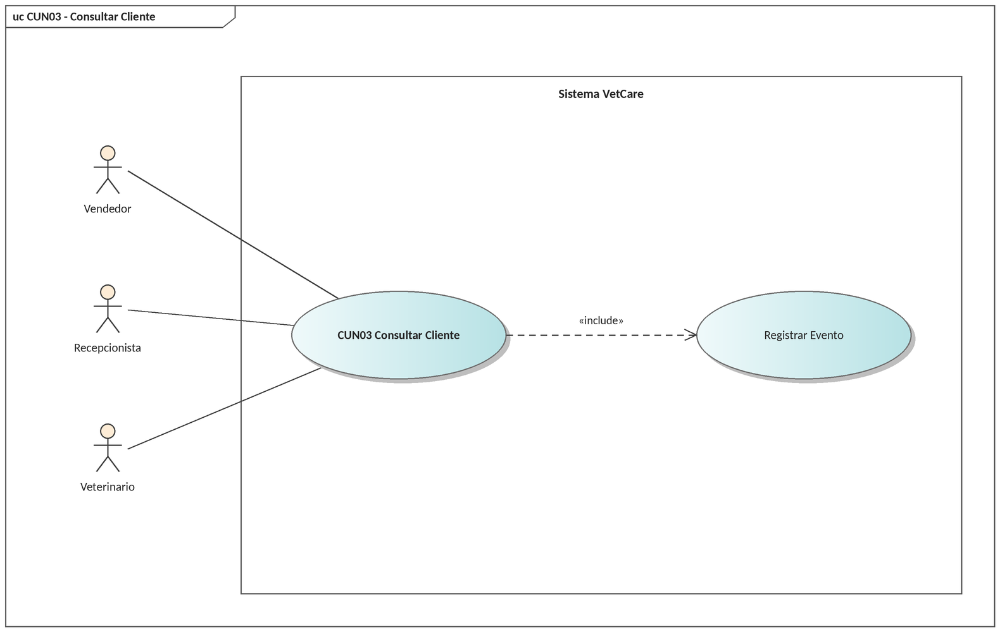 uc CUN03 - Consultar Cliente
Sistema VetCare
Vendedor
Recepcionista
Veterinario
CUN03 Consultar Cliente
«include»
Registrar Evento